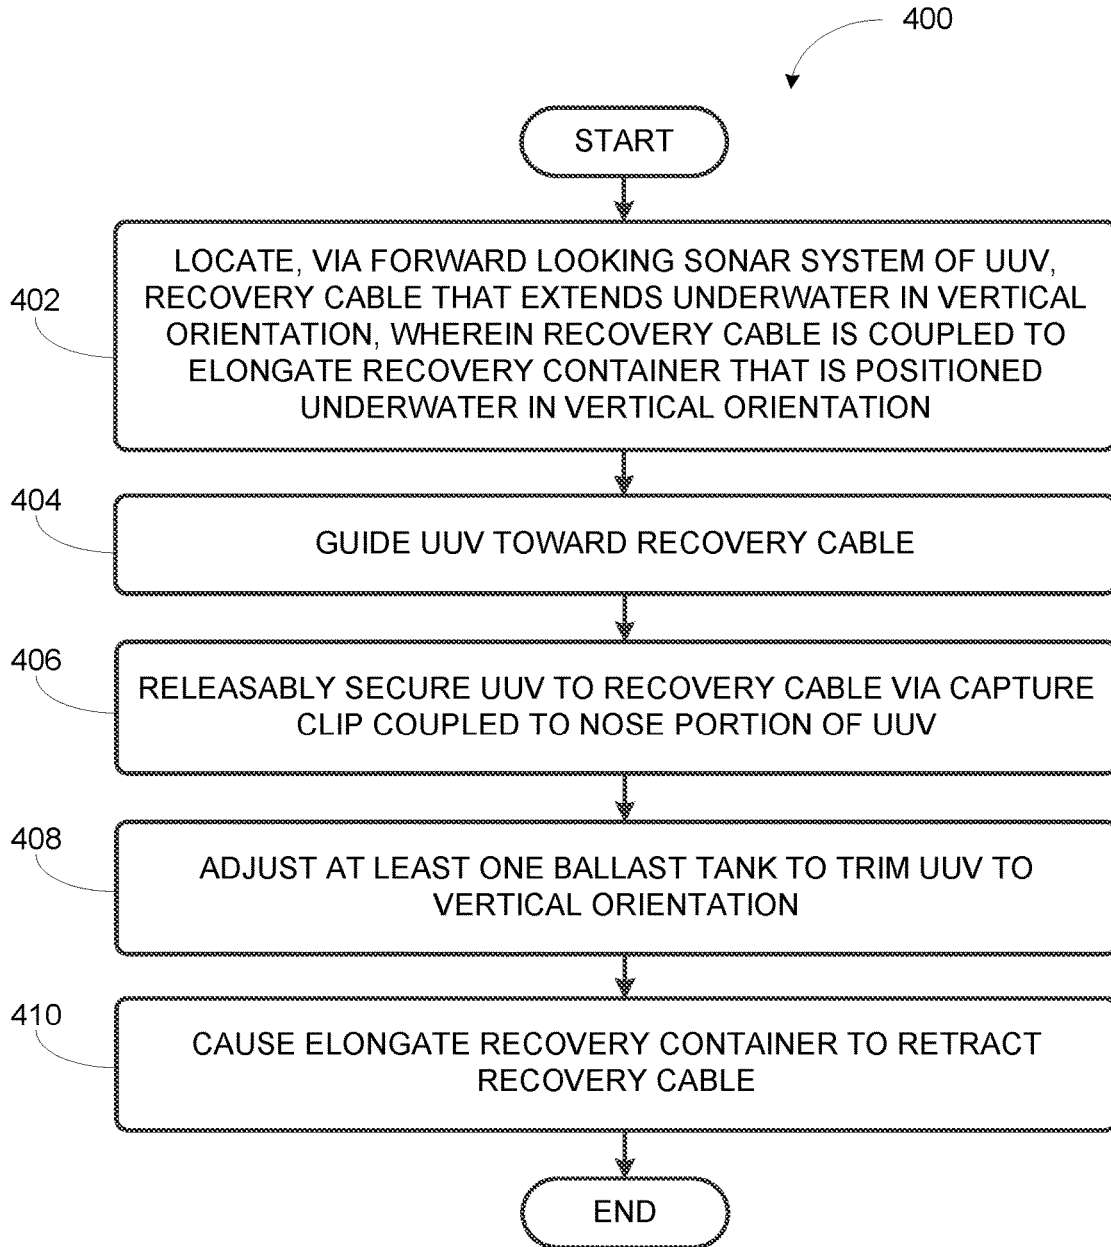 400
START
402
LOCATE, VIA FORWARD LOOKING SONAR SYSTEM OF UUV,
RECOVERY CABLE THAT EXTENDS UNDERWATER IN VERTICAL
ORIENTATION, WHEREIN RECOVERY CABLE IS COUPLED TO
ELONGATE RECOVERY CONTAINER THAT IS POSITIONED
UNDERWATER IN VERTICAL ORIENTATION
404
GUIDE UUV TOWARD RECOVERY CABLE
406
RELEASABLY SECURE UUV TO RECOVERY CABLE VIA CAPTURE
CLIP COUPLED TO NOSE PORTION OF UUV
408
ADJUST AT LEAST ONE BALLAST TANK TO TRIM UUV TO
VERTICAL ORIENTATION
410
CAUSE ELONGATE RECOVERY CONTAINER TO RETRACT
RECOVERY CABLE
END